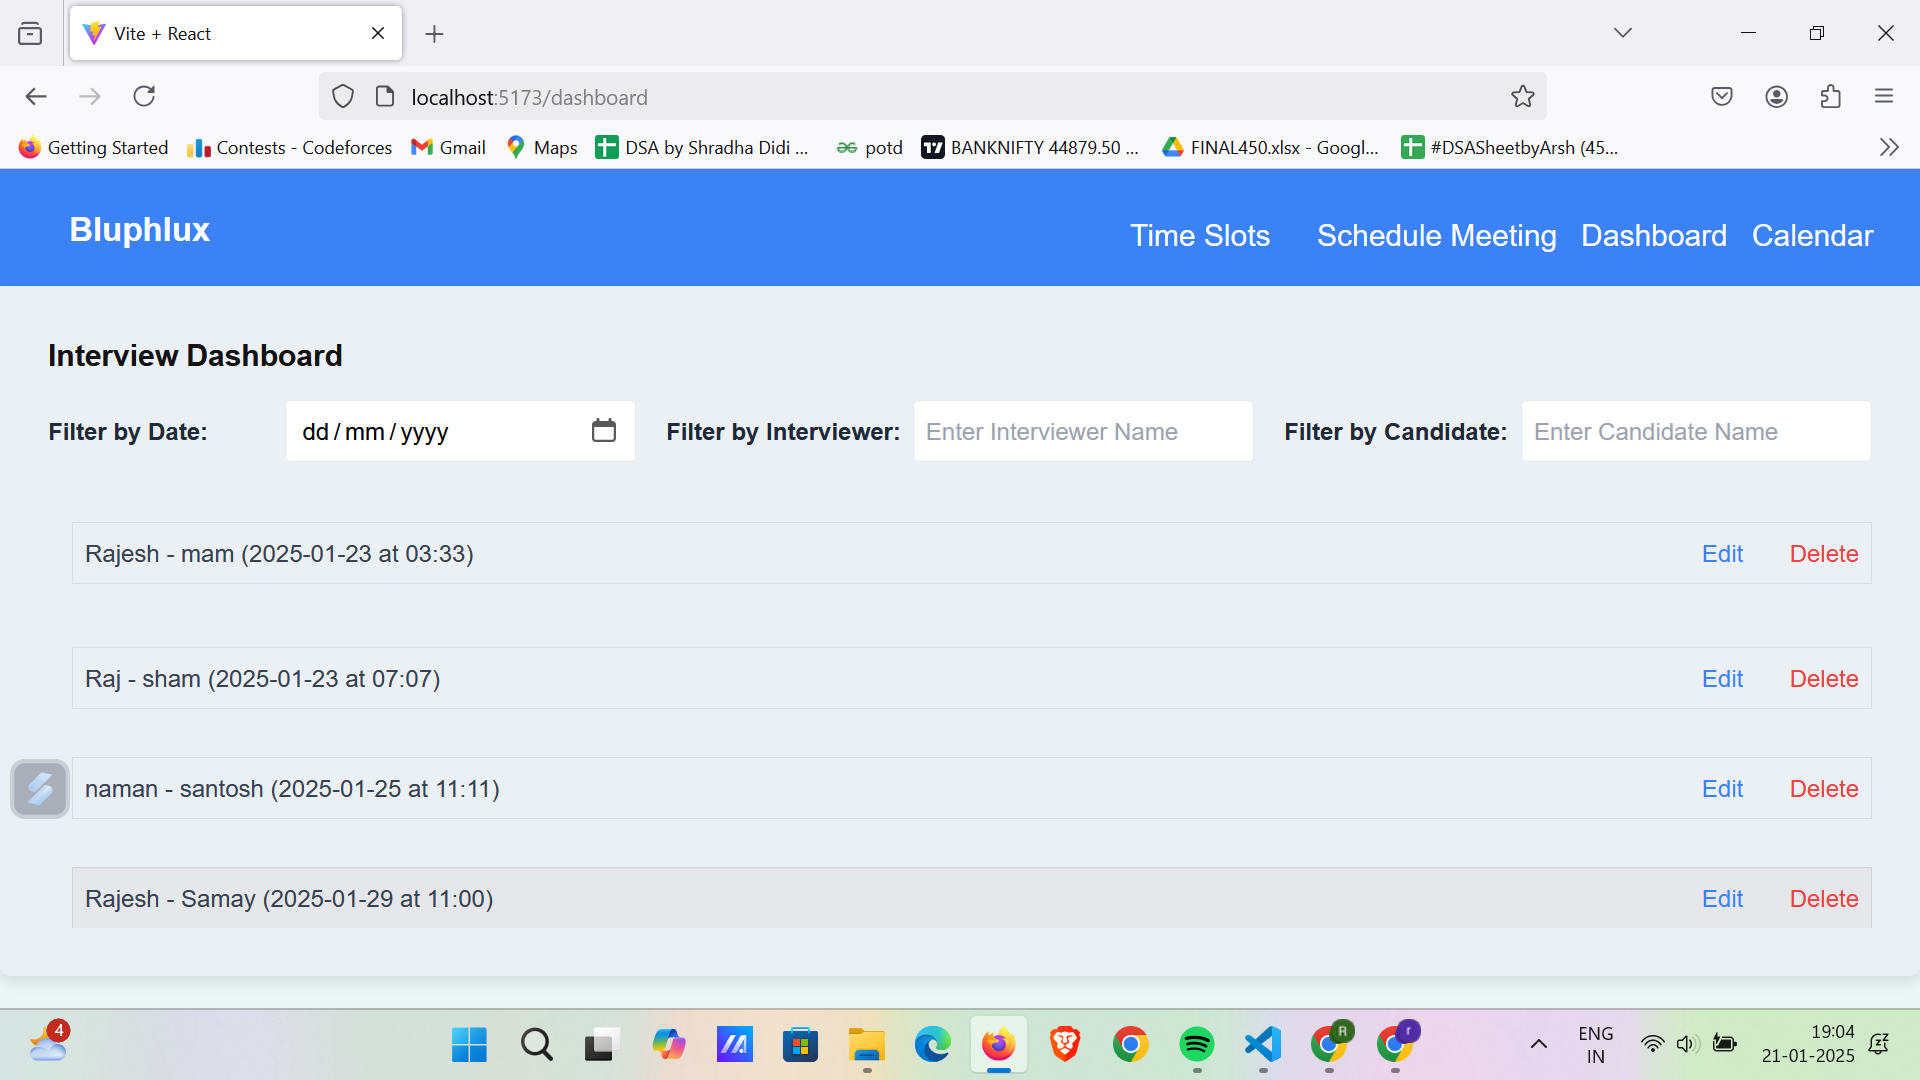 Vite + React
localhost:5173/dashboard
Getting Started Contests - Codeforces Gmail Maps DSA by Shradha Didi ... potd BANKNIFTY 44879.50 ... FINAL450.xlsx - Googl... #DSASheetbyArsh (45...
Bluphlux
Time Slots Schedule Meeting Dashboard Calendar
Interview Dashboard
Filter by Date: dd/mm/yyyy Filter by Interviewer: Enter Interviewer Name Filter by Candidate: Enter Candidate Name
Rajesh - mam (2025-01-23 at 03:33) Edit Delete
Raj - sham (2025-01-23 at 07:07) Edit Delete
naman - santosh (2025-01-25 at 11:11) Edit Delete
Rajesh - Samay (2025-01-29 at 11:00) Edit Delete
4 R r ENG 19:04
IN 21-01-2025